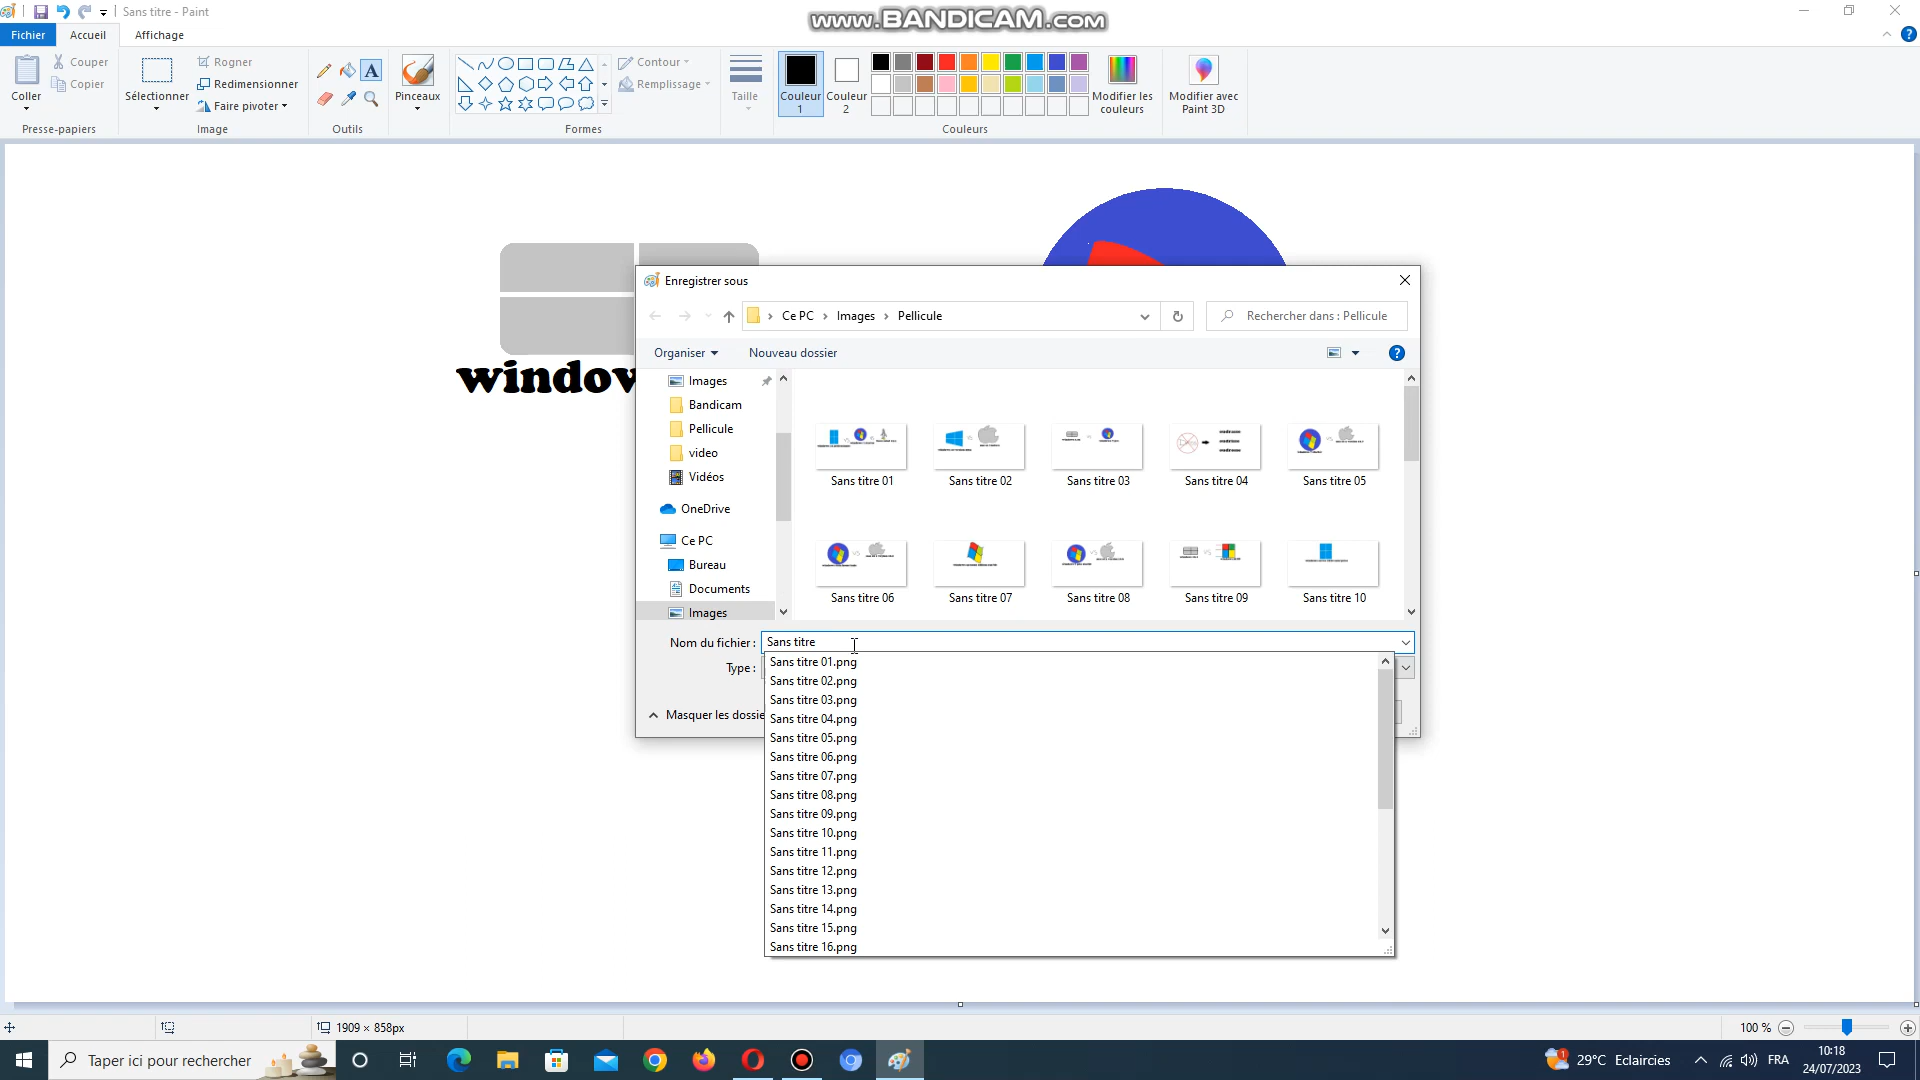 Sans titre - Paint
www.BANDICAM.com
Fichier
Accueil
Affichage
Coller
Couper
Copier
Presse-papiers
Sélectionner
Rogner
Redimensionner
Faire pivoter
Image
A
Outils
Pinceaux
Contour
Remplissage
Formes
Taille
Couleur
1
Couleur
2
Modifier les
couleurs
Couleurs
Modifier avec
Paint 3D
window
Enregistrer sous
Ce PC
Images
Pellicule
Rechercher dans : Pellicule
Organiser
Nouveau dossier
Images
Bandicam
Pellicule
video
Vidéos
OneDrive
Ce PC
Bureau
Documents
Images
Sans titre 01
Sans titre 02
Sans titre 03
Sans titre 04
Sans titre 05
Sans titre 06
Sans titre 07
Sans titre 08
Sans titre 09
Sans titre 10
Nom du fichier :
Sans titre
Type :
Masquer les dossie
Sans titre 01.png
Sans titre 02.png
Sans titre 03.png
Sans titre 04.png
Sans titre 05.png
Sans titre 06.png
Sans titre 07.png
Sans titre 08.png
Sans titre 09.png
Sans titre 10.png
Sans titre 11.png
Sans titre 12.png
Sans titre 13.png
Sans titre 14.png
Sans titre 15.png
Sans titre 16.png
1909 × 858px
100 %
Taper ici pour rechercher
1
29°C Eclaircies
FRA
10:18
24/07/2023